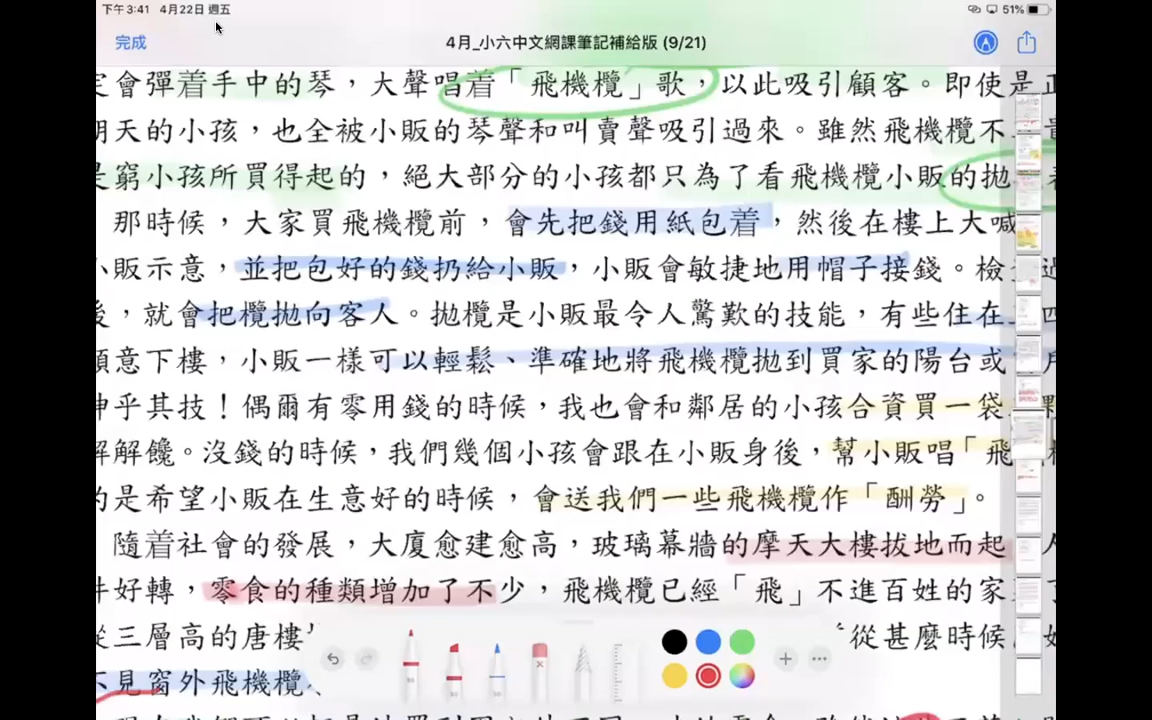 下午3:41 4月22日 週五
51%
完成
4月_小六中文網課筆記補給版 (9/21)
會彈着手中的琴,大聲唱着「飛機欖」歌,以此吸引顧客。即使是正
天的小孩,也全被小販的琴聲和叫賣聲吸引過來。雖然飛機欖不
是窮小孩所買得起的,絕大部分的小孩都只為了看飛機欖小販的拋
那時候,大家買飛機欖前,會先把錢用紙包着,然後在樓上大喊
小販示意,並把包好的錢扔給小販,小販會敏捷地用帽子接錢。檢
後,就會把欖拋向客人。拋欖是小販最令人驚歎的技能,有些住在
願意下樓,小販一樣可以輕鬆、準確地將飛機欖拋到買家的陽台或
神乎其技!偶爾有零用錢的時候,我也會和鄰居的小孩合資買一袋
解解饞。沒錢的時候,我們幾個小孩會跟在小販身後,幫小販唱「飛
的是希望小販在生意好的時候,會送我們一些飛機欖作「酬勞」。
隨着社會的發展,大廈愈建愈高,玻璃幕牆的摩天大樓拔地而起
好轉,零食的種類增加了不少,飛機欖已經「飛」不進百姓的家
從三層高的唐樓 從甚麼時候
不見窗外飛機欖